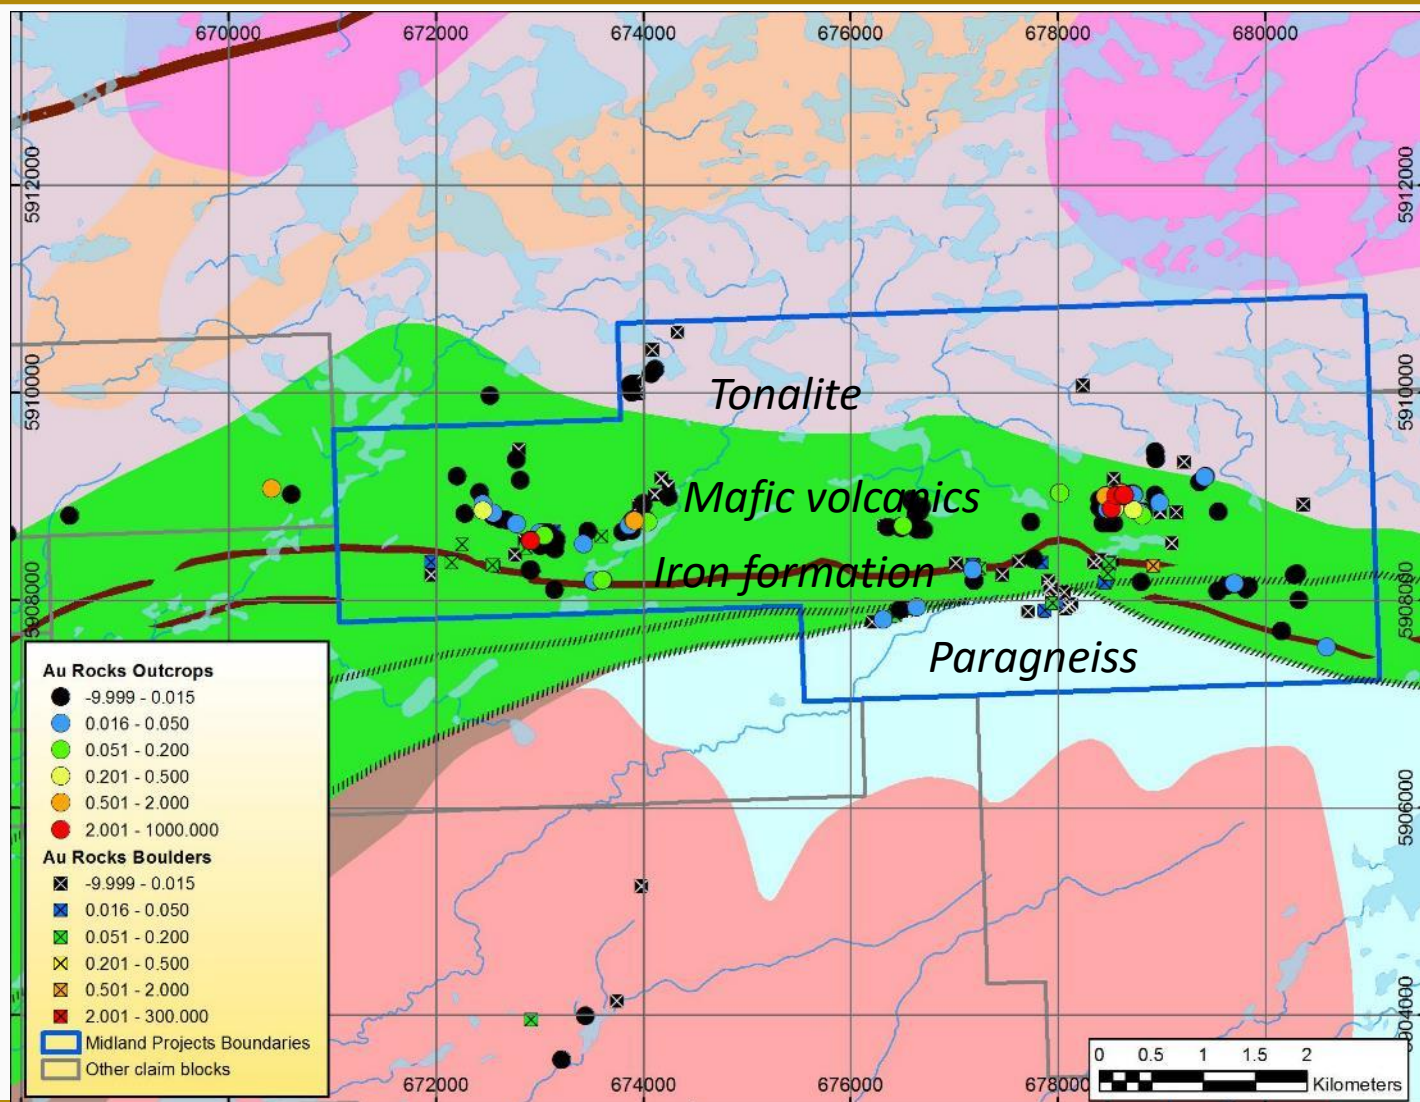 670000 672000 674000 676000 678000 680000
5912000 5912000
5910000 5910000
Tonalite
Mafic volcanics
Iron formation
5908000 5908000
Paragneiss
Au Rocks Outcrops
-9.999 - 0.015
0.016 - 0.050
0.051 - 0.200
0.201 - 0.500
0.501 - 2.000
2.001 - 1000.000
Au Rocks Boulders
-9.999 - 0.015
0.016 - 0.050
0.051 - 0.200
0.201 - 0.500
0.501 - 2.000
2.001 - 300.000
Midland Projects Boundaries
Other claim blocks
5906000
5904000
672000 674000 676000 678000
0 0.5 1 1.5 2
Kilometers